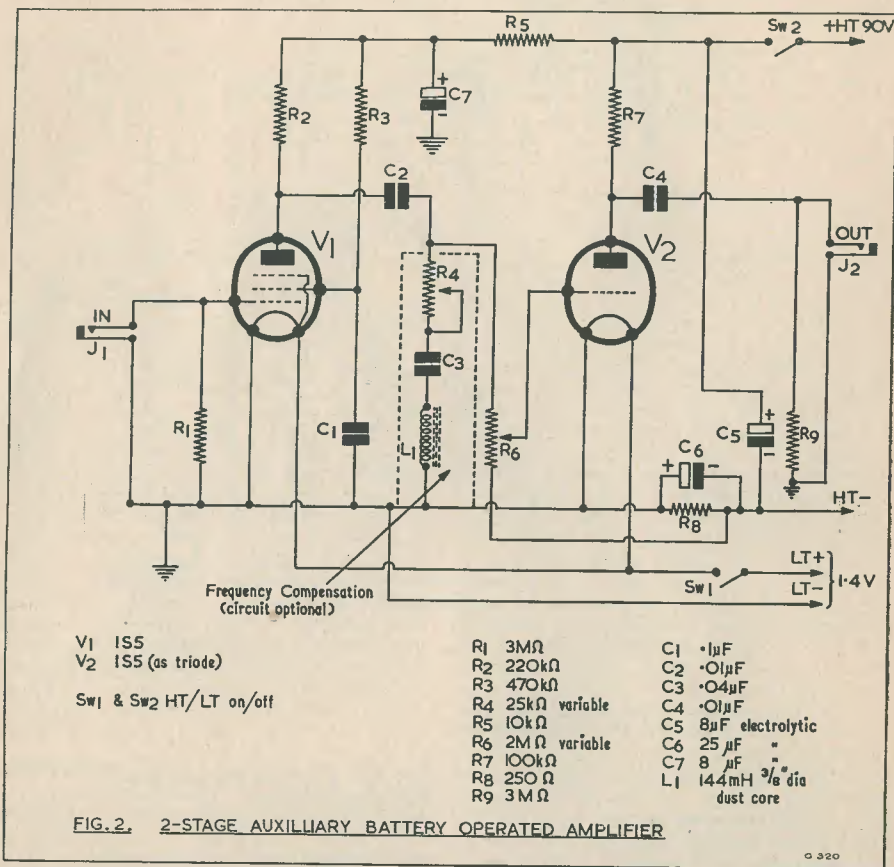 R5
Sw2
+HT 90V
R2
R3
+
C7
-
R7
C2
C4
V1
V2
OUT
J2
R4
IN
J1
C3
+
C5
-
R1
C1
L1
R6
C6
+
-
R9
R8
HT-
LT+
Sw1
LT-
1·4V
Frequency Compensation
(circuit optional)
V1 IS5
V2 IS5 (as triode)
Sw1 & Sw2 HT/LT on/off
R1 3MΩ
R2 220kΩ
R3 470kΩ
R4 25kΩ variable
R5 10kΩ
R6 2MΩ variable
R7 100kΩ
R8 250Ω
R9 3MΩ
C1 ·1µF
C2 ·01µF
C3 ·04µF
C4 ·01µF
C5 8µF electrolytic
C6 25 µF "
C7 8 µF "
L1 144mH 3/8" dia
dust core
FIG. 2. 2-STAGE AUXILLIARY BATTERY OPERATED AMPLIFIER
G 320